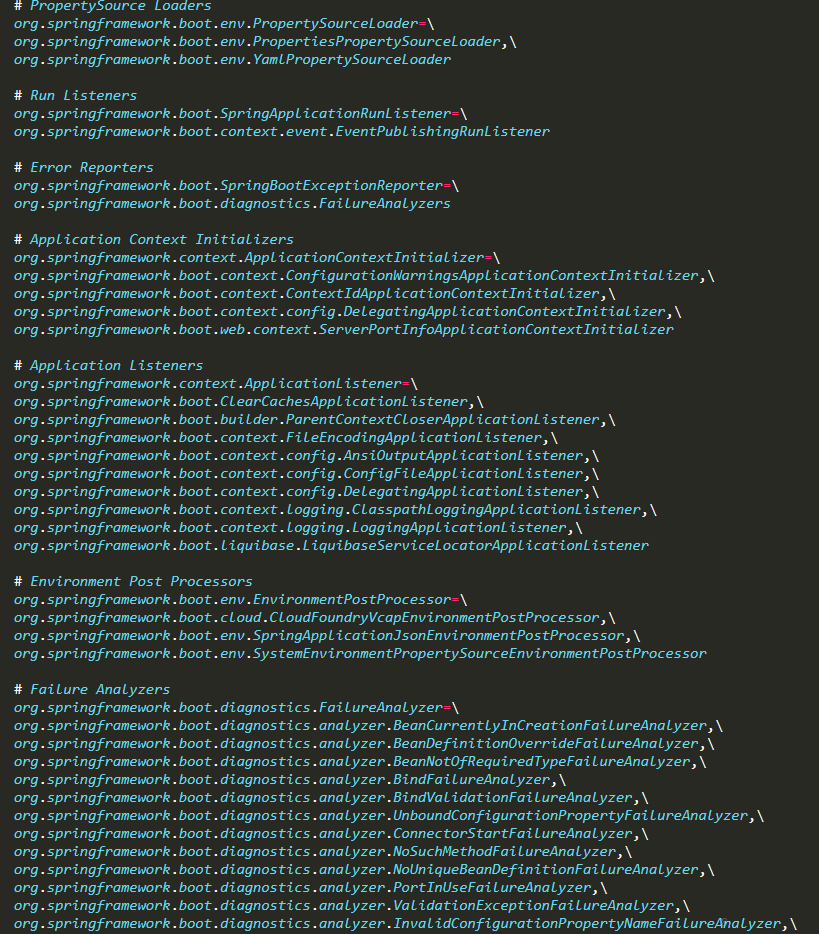 # PropertySource Loaders
org.springframework.boot.env.PropertySourceLoader=\
org.springframework.boot.env.PropertiesPropertySourceLoader,\
org.springframework.boot.env.YamlPropertySourceLoader
# Run Listeners
org.springframework.boot.SpringApplicationRunListener=\
org.springframework.boot.context.event.EventPublishingRunListener
# Error Reporters
org.springframework.boot.SpringBootExceptionReporter=\
org.springframework.boot.diagnostics.FailureAnalyzers
# Application Context Initializers
org.springframework.context.ApplicationContextInitializer=\
org.springframework.boot.context.ConfigurationWarningsApplicationContextInitializer,\
org.springframework.boot.context.ContextIdApplicationContextInitializer,\
org.springframework.boot.context.config.DelegatingApplicationContextInitializer,\
org.springframework.boot.web.context.ServerPortInfoApplicationContextInitializer
# Application Listeners
org.springframework.context.ApplicationListener=\
org.springframework.boot.ClearCachesApplicationListener,\
org.springframework.boot.builder.ParentContextCloserApplicationListener,\
org.springframework.boot.context.FileEncodingApplicationListener,\
org.springframework.boot.context.config.AnsiOutputApplicationListener,\
org.springframework.boot.context.config.ConfigFileApplicationListener,\
org.springframework.boot.context.config.DelegatingApplicationListener,\
org.springframework.boot.context.logging.ClasspathLoggingApplicationListener,\
org.springframework.boot.context.logging.LoggingApplicationListener,\
org.springframework.boot.liquibase.LiquibaseServiceLocatorApplicationListener
# Environment Post Processors
org.springframework.boot.env.EnvironmentPostProcessor=\
org.springframework.boot.cloud.CloudFoundryVcapEnvironmentPostProcessor,\
org.springframework.boot.env.SpringApplicationJsonEnvironmentPostProcessor,\
org.springframework.boot.env.SystemEnvironmentPropertySourceEnvironmentPostProcessor
# Failure Analyzers
org.springframework.boot.diagnostics.FailureAnalyzer=\
org.springframework.boot.diagnostics.analyzer.BeanCurrentlyInCreationFailureAnalyzer,\
org.springframework.boot.diagnostics.analyzer.BeanDefinitionOverrideFailureAnalyzer,\
org.springframework.boot.diagnostics.analyzer.BeanNotOfRequiredTypeFailureAnalyzer,\
org.springframework.boot.diagnostics.analyzer.BindFailureAnalyzer,\
org.springframework.boot.diagnostics.analyzer.BindValidationFailureAnalyzer,\
org.springframework.boot.diagnostics.analyzer.UnboundConfigurationPropertyFailureAnalyzer,\
org.springframework.boot.diagnostics.analyzer.ConnectorStartFailureAnalyzer,\
org.springframework.boot.diagnostics.analyzer.NoSuchMethodFailureAnalyzer,\
org.springframework.boot.diagnostics.analyzer.NoUniqueBeanDefinitionFailureAnalyzer,\
org.springframework.boot.diagnostics.analyzer.PortInUseFailureAnalyzer,\
org.springframework.boot.diagnostics.analyzer.ValidationExceptionFailureAnalyzer,\
org.springframework.boot.diagnostics.analyzer.InvalidConfigurationPropertyNameFailureAnalyzer,\